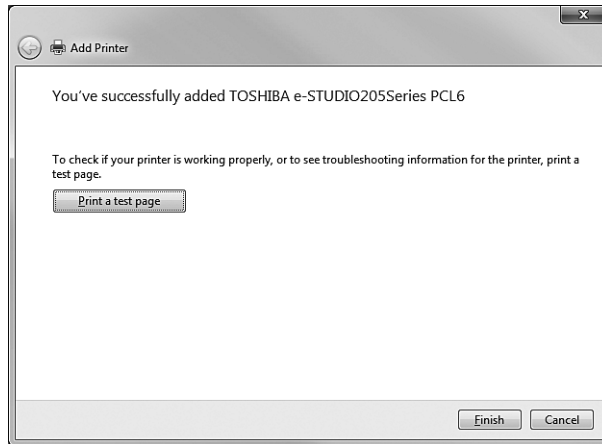 Add Printer
You've successfully added TOSHIBA e-STUDIO205Series PCL6
To check if your printer is working properly, or to see troubleshooting information for the printer, print a
test page.
Print a test page
Finish Cancel